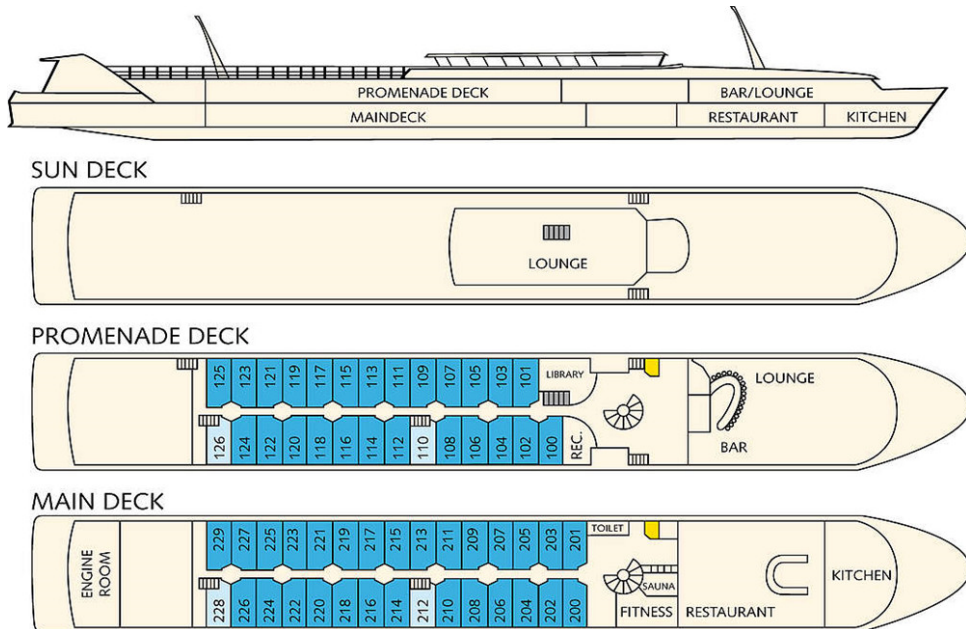 PROMENADE DECK BAR/LOUNGE
MAINDECK RESTAURANT KITCHEN
SUN DECK
LOUNGE
PROMENADE DECK
125 123 121 119 117 115 113 111 109 107 105 103 101 LIBRARY LOUNGE
126 124 122 120 118 116 114 112 110 108 106 104 102 100 REC. BAR
MAIN DECK
229 227 225 223 221 219 217 215 213 211 209 207 205 203 201 TOILET
ENGINE
ROOM
SAUNA
KITCHEN
228 226 224 222 220 218 216 214 212 210 208 206 204 202 200 FITNESS RESTAURANT